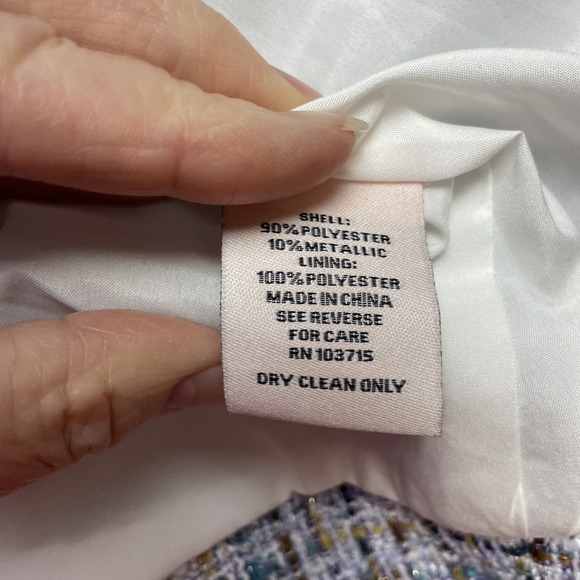 SHELL:
90% POLYESTER
10% METALLIC
LINING:
100% POLYESTER
MADE IN CHINA
SEE REVERSE
FOR CARE
RN 103715
DRY CLEAN ONLY